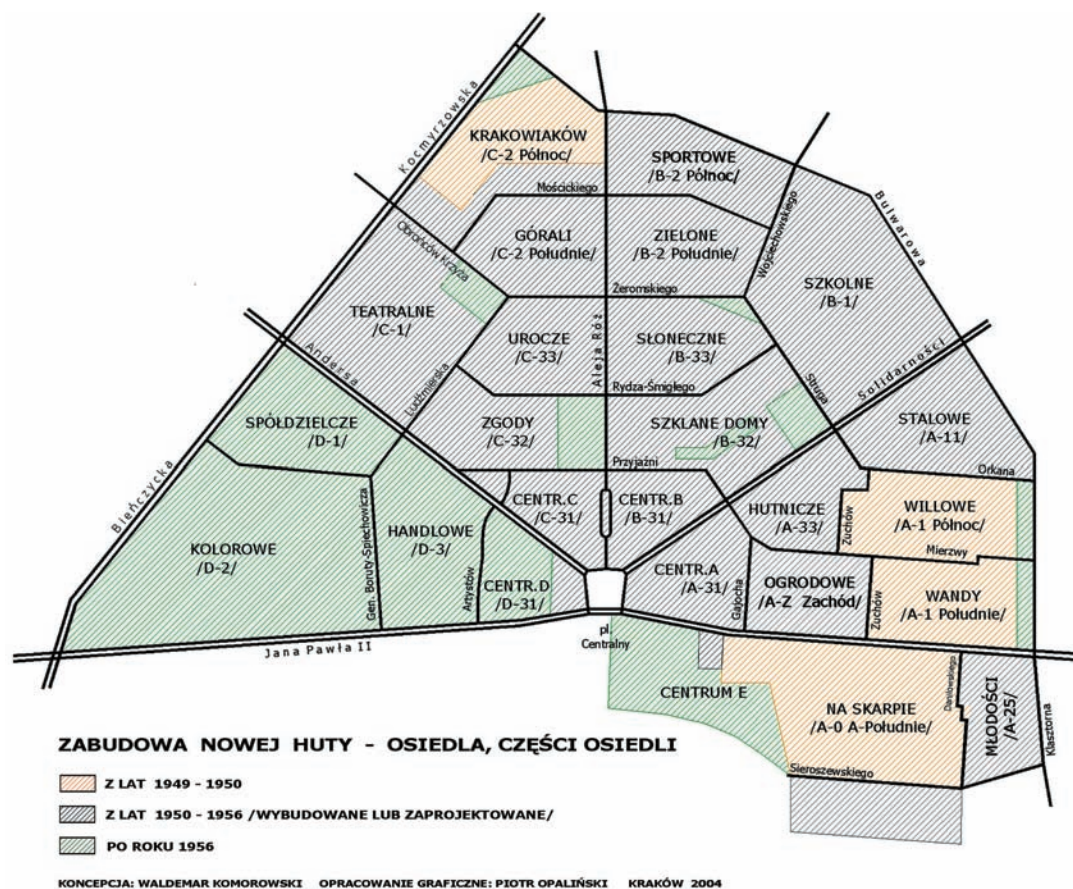 Kocmyrzowska
KRAKOWIAKÓW
/C-2 Północ/
SPORTOWE
/B-2 Północ/
Mościckiego
Wojciechowskiego
Bulwarowa
Obrońców Krzyża
GÓRALI
/C-2 Południe/
ZIELONE
/B-2 Południe/
SZKOLNE
/B-1/
Żeromskiego
TEATRALNE
/C-1/
Aleja Róż
UROCZE
/C-33/
SŁONECZNE
/B-33/
Andersa
Ludźmierska
Rydza-Śmigłego
Struga
Solidarności
SPÓŁDZIELCZE
/D-1/
ZGODY
/C-32/
SZKLANE DOMY
/B-32/
STALOWE
/A-11/
Przyjaźni
Orkana
Bieńczycka
CENTR.C
/C-31/
CENTR.B
/B-31/
HUTNICZE
/A-33/
Zuchów
WILLOWE
/A-1 Północ/
Mierzwy
KOLOROWE
/D-2/
Gen. Boruty-Spiechowicza
HANDLOWE
/D-3/
Artystów
CENTR.D
/D-31/
CENTR.A
/A-31/
Gajocha
OGRODOWE
/A-Z Zachód/
Zuchów
WANDY
/A-1 Południe/
Jana Pawła II
pl.
Centralny
CENTRUM E
NA SKARPIE
/A-0 A-Południe/
Daniłowskiego
MŁODOŚCI
/A-25/
Klasztorna
Sieroszewskiego
ZABUDOWA NOWEJ HUTY - OSIEDLA, CZĘŚCI OSIEDLI
Z LAT 1949 - 1950
Z LAT 1950 - 1956 /WYBUDOWANE LUB ZAPROJEKTOWANE/
PO ROKU 1956
KONCEPCJA: WALDEMAR KOMOROWSKI OPRACOWANIE GRAFICZNE: PIOTR OPALIŃSKI KRAKÓW 2004